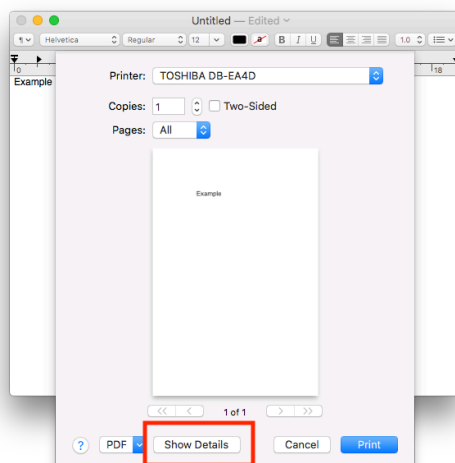 Untitled — Edited
¶ Helvetica Regular 12 a B I U 1.0
0 18
Example
Printer: TOSHIBA DB-EA4D
Copies: 1 Two-Sided
Pages: All
Example
1 of 1
? PDF Show Details Cancel Print